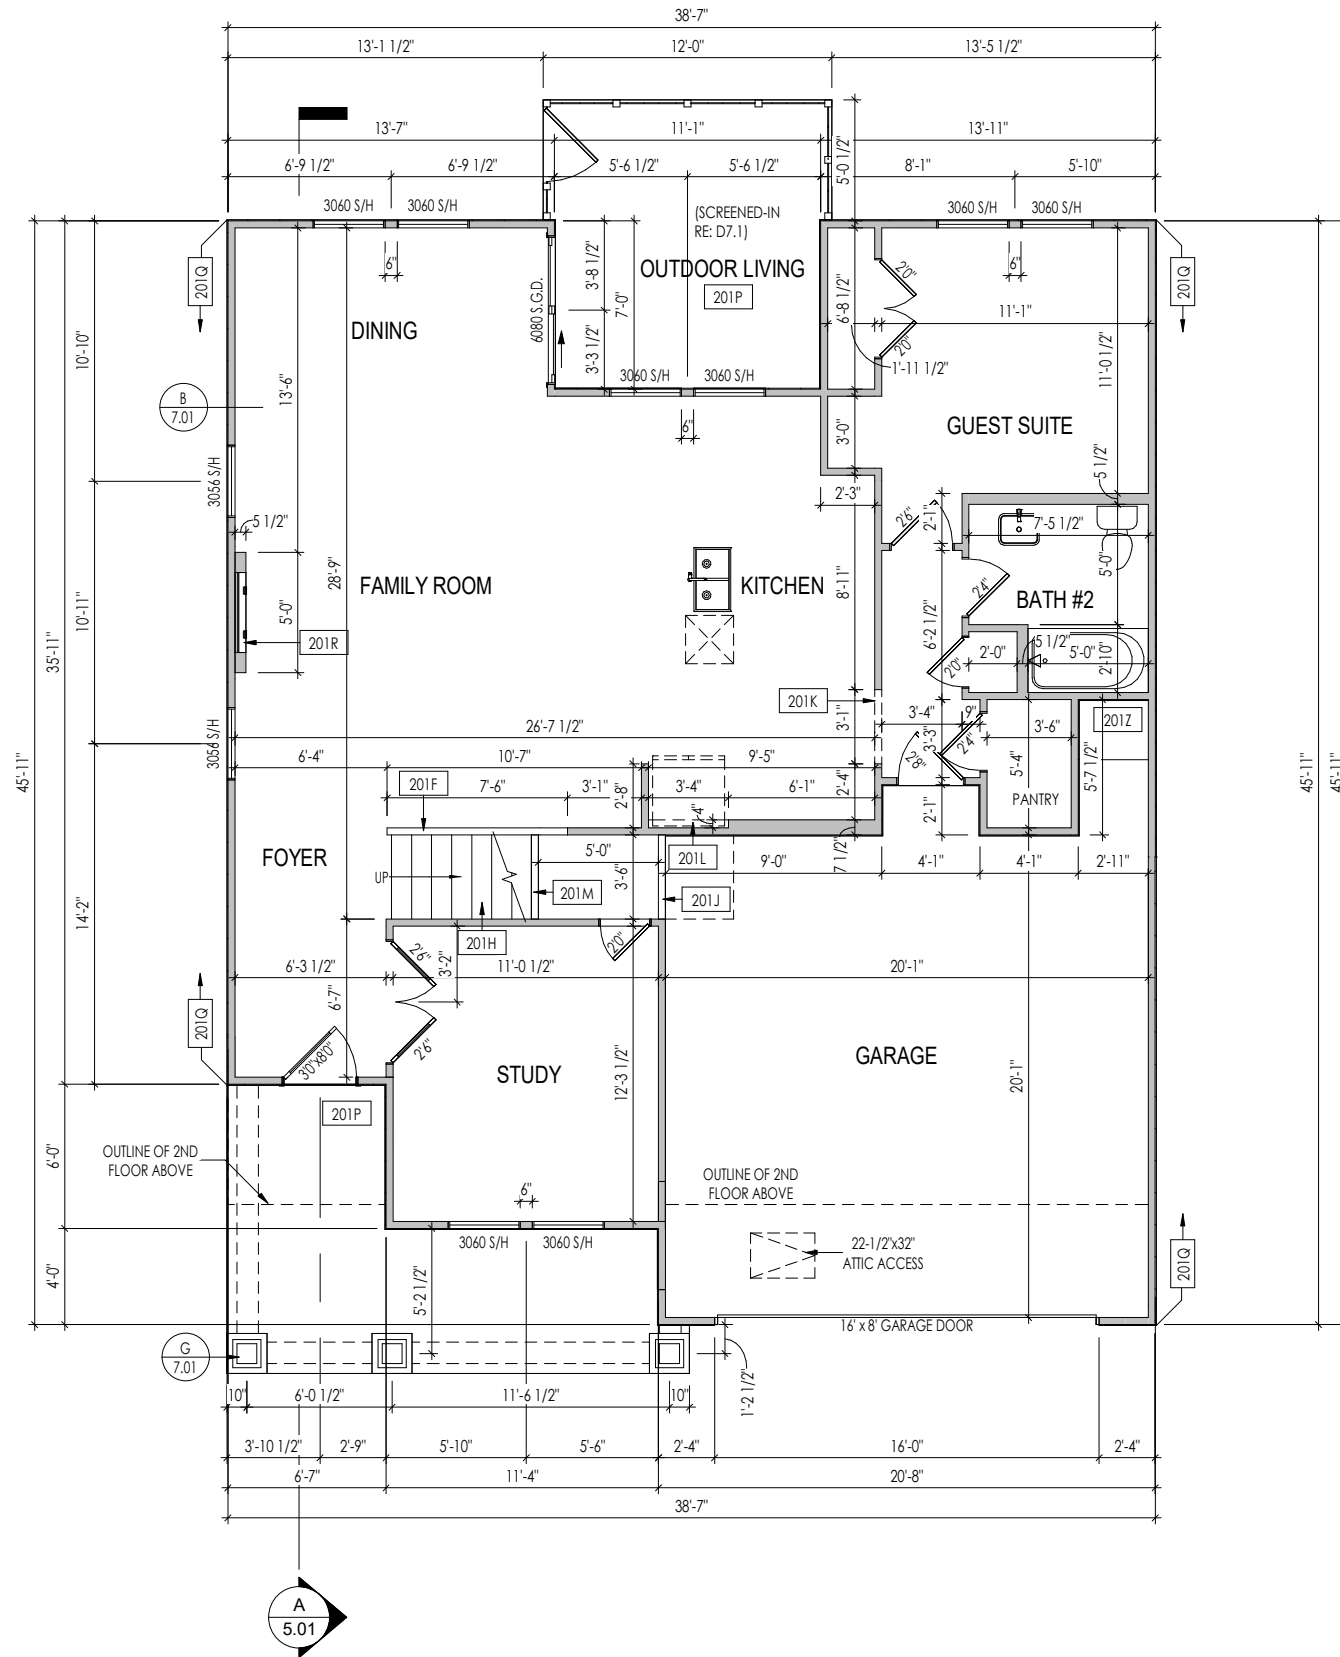 38'-7"
13'-1 1/2" 12'-0" 13'-5 1/2"
13'-7" 11'-1" 13'-11"
6'-9 1/2" 6'-9 1/2" 5'-6 1/2" 5'-6 1/2" 5'-0 1/2" 8'-1" 5'-10"
3060 S/H 3060 S/H
(SCREENED-IN
RE: D7.1)
3060 S/H 3060 S/H
201Q
6"
3'-8 1/2"
7'-0"
OUTDOOR LIVING
201P
6080 S.G.D.
3'-3 1/2"
6'-8 1/2"
2'0"
2'0"
6"
11'-1"
201Q
DINING
10'-10"
13'-6"
1'-11 1/2"
11'-0 1/2"
3060 S/H 3060 S/H
B
7.01
6"
3'-0"
GUEST SUITE
3056 S/H
5 1/2"
2'-3"
2'6"
2'-1"
5 1/2"
7'-5 1/2"
FAMILY ROOM
28'-9"
KITCHEN
8'-11"
5'-0"
2'4"
BATH #2
10'-11"
35'-11"
5'-0"
201R
6'-2 1/2"
2'0"
2'-0"
5 1/2"
5'-0"
2'-10"
201K
3'-1"
3'-4"
9"
3'-3"
2'4"
2'8"
3'-6"
201Z
3056 S/H
26'-7 1/2"
6'-4" 10'-7" 9'-5"
5'-4"
5'-7 1/2"
45'-11"
45'-11"
45'-11"
201F
7'-6" 3'-1" 2'-8" 3'-4" 6'-1"
2'-4"
4"
2'-1"
PANTRY
FOYER
UP
5'-0"
3'-6"
201L
7 1/2"
9'-0" 4'-1" 4'-1" 2'-11"
201M
201J
201H
14'-2"
2'6"
3'-2"
2'0"
6'-3 1/2" 11'-0 1/2" 20'-1"
6'-7"
201Q
3'0"x8'0"
2'6"
STUDY
12'-3 1/2"
GARAGE
20'-1"
201P
OUTLINE OF 2ND
FLOOR ABOVE
6'-0"
OUTLINE OF 2ND
FLOOR ABOVE
6"
3060 S/H 3060 S/H
22-1/2"x32"
ATTIC ACCESS
201Q
4'-0"
5'-2 1/2"
16' x 8' GARAGE DOOR
G
7.01
1'-2 1/2"
10" 6'-0 1/2" 11'-6 1/2" 10"
3'-10 1/2" 2'-9" 5'-10" 5'-6" 2'-4" 16'-0" 2'-4"
6'-7" 11'-4" 20'-8"
38'-7"
A
5.01